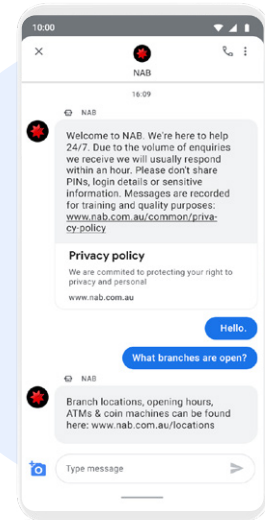 10:00
NAB
16:09
NAB
Welcome to NAB. We're here to help
24/7. Due to the volume of enquiries
we receive we will usually respond
within an hour. Please don't share
PINs, login details or sensitive
information. Messages are recorded
for training and quality purposes:
www.nab.com.au/common/priva-
cy-policy
Privacy policy
We are commited to protecting your right to
privacy and personal
www.nab.com.au
Hello.
What branches are open?
NAB
Branch locations, opening hours,
ATMs & coin machines can be found
here: www.nab.com.au/locations
Type message